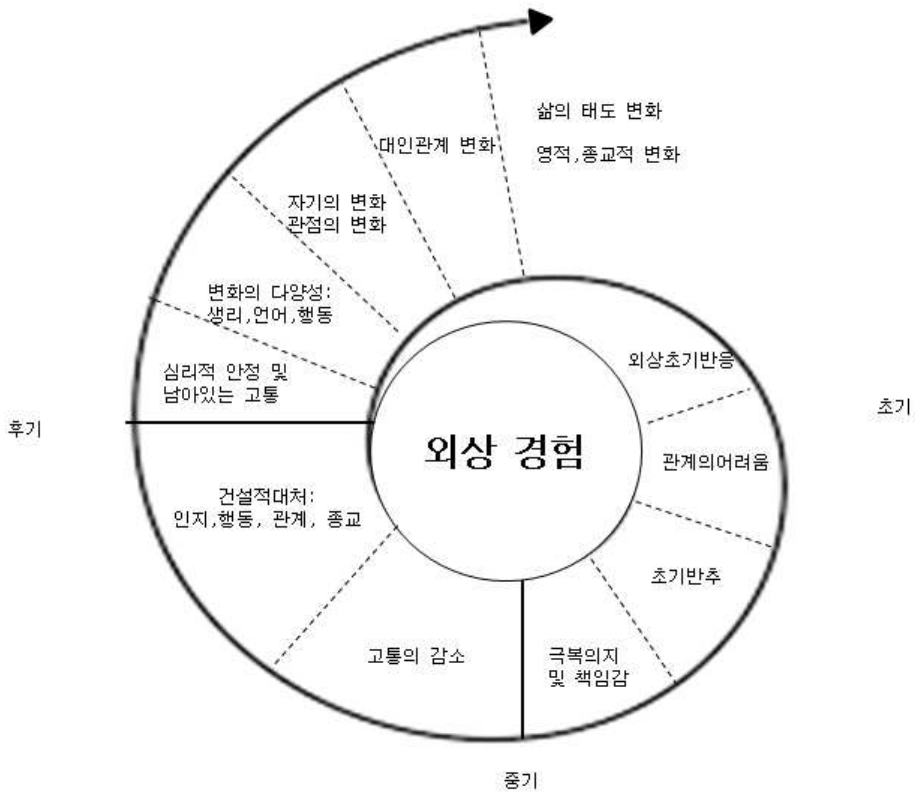 삶의 태도 변화
영적,종교적 변화
대인관계 변화
자기의 변화
관점의 변화
변화의 다양성:
생리,언어,행동
심리적 안정 및
남아있는 고통
외상초기반응
초기
후기
외상 경험
관계의어려움
건설적대처:
인지,행동, 관계, 종교
초기반추
고통의 감소
극복의지
및 책임감
중기